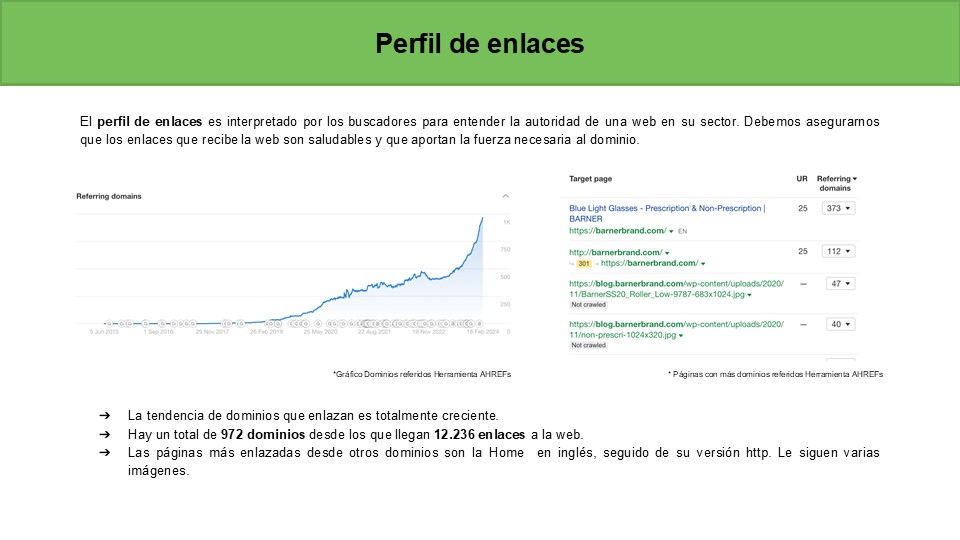 Perfil de enlaces
El perfil de enlaces es interpretado por los buscadores para entender la autoridad de una web en su sector. Debemos asegurarnos
que los enlaces que recibe la web son saludables y que aportan la fuerza necesaria al dominio.
Referring domains
1K
750
500
250
0
5 Jun 2015 1 Sep 2016 29 Nov 2017 26 Feb 2019 25 May 2020 22 Aug 2021 19 Nov 2022 16 Feb 2024
*Gráfico Dominios referidos Herramienta AHREFs
Target page UR Referring
domains
Blue Light Glasses - Prescription & Non-Prescription | 25 373
BARNER
https://barnerbrand.com/ EN
http://barnerbrand.com/ 25 112
301 → https://barnerbrand.com/
https://blog.barnerbrand.com/wp-content/uploads/2020/ — 47
11/BarnerSS20_Roller_Low-9787-683x1024.jpg
Not crawled
https://blog.barnerbrand.com/wp-content/uploads/2020/ — 40
11/non-prescri-1024x320.jpg
Not crawled
* Páginas con más dominios referidos Herramienta AHREFs
➔ La tendencia de dominios que enlazan es totalmente creciente.
➔ Hay un total de 972 dominios desde los que llegan 12.236 enlaces a la web.
➔ Las páginas más enlazadas desde otros dominios son la Home en inglés, seguido de su versión http. Le siguen varias
imágenes.